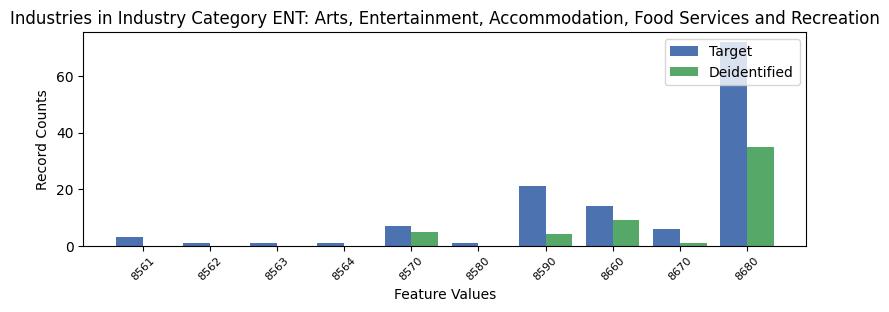 Industries in Industry Category ENT: Arts, Entertainment, Accommodation, Food Services and Recreation
Target
Deidentified
Record Counts
60
40
20
0
8561
8562
8563
8564
8570
8580
8590
8660
8670
8680
Feature Values